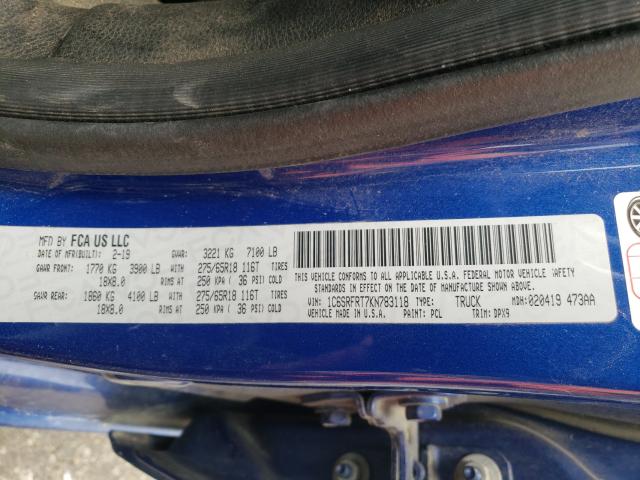 MFD BY FCA US LLC
DATE OF MFR(BUILT): 2-19 GVWR: 3221 KG 7100 LB
GAWR FRONT: 1770 KG 3900 LB WITH 275/65R18 116T TIRES
18X8.0 RIMS AT 250 KPA ( 36 PSI) COLD
GAWR REAR: 1860 KG 4100 LB WITH 275/65R18 116T TIRES
18X8.0 RIMS AT 250 KPA ( 36 PSI) COLD
THIS VEHICLE CONFORMS TO ALL APPLICABLE U.S.A. FEDERAL MOTOR VEHICLE SAFETY
STANDARDS IN EFFECT ON THE DATE OF MANUFACTURE SHOWN ABOVE.
VIN: 1C6SRFRT7KN783118 TYPE: TRUCK MDH: 020419 473AA
VEHICLE MADE IN U.S.A. PAINT: PCL TRIM: DPX9